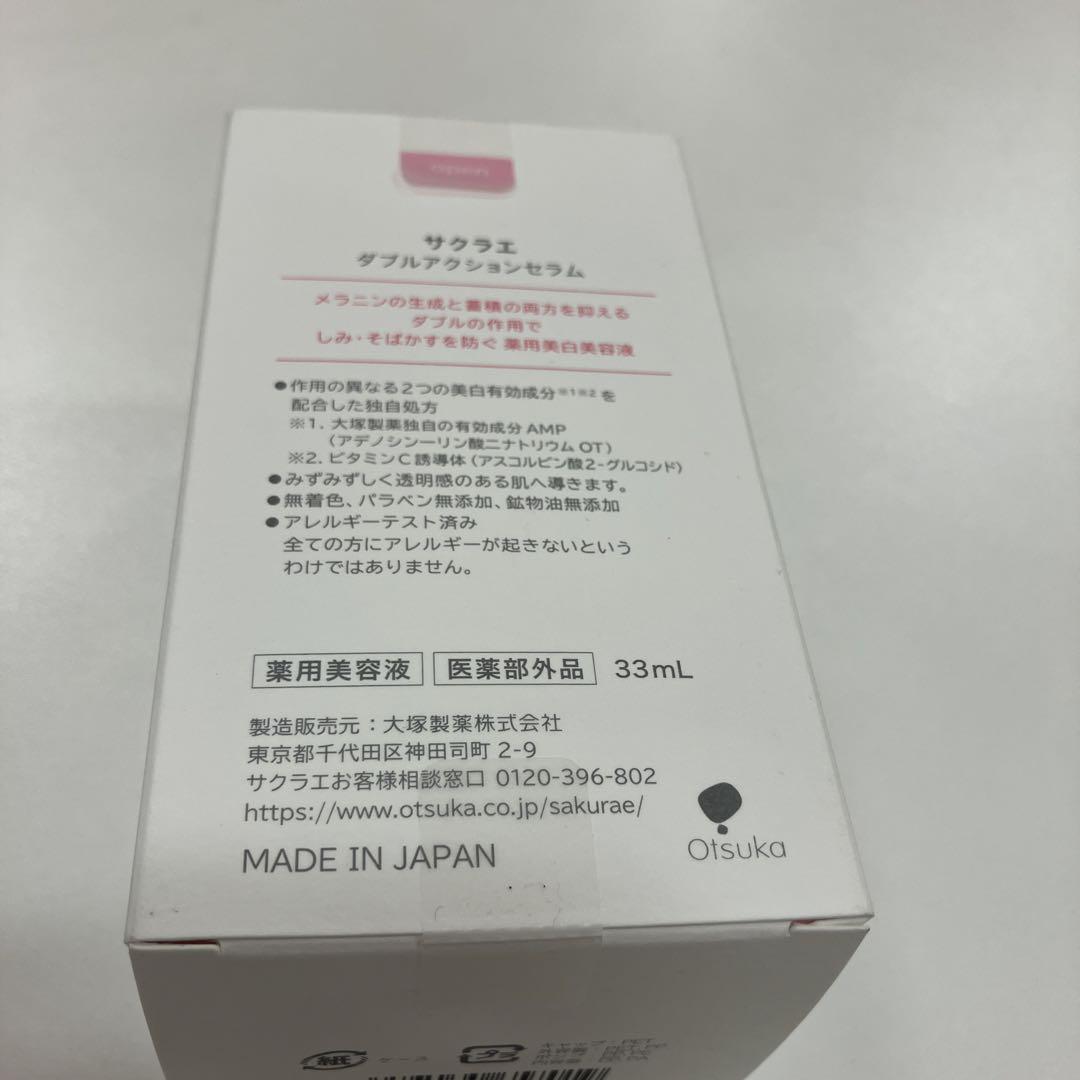 サクラエ
ダブルアクションセラム
メラニンの生成と蓄積の両方を抑える
ダブルの作用で
しみ・そばかすを防ぐ 薬用美白美容液
●作用の異なる2つの美白有効成分※1※2を
配合した独自処方
※1. 大塚製薬独自の有効成分AMP
(アデノシン一リン酸二ナトリウム OT)
※2. ビタミンC誘導体(アスコルビン酸2-グルコシド)
●みずみずしく透明感のある肌へ導きます。
●無着色、パラベン無添加、鉱物油無添加
●アレルギーテスト済み
全ての方にアレルギーが起きないという
わけではありません。
薬用美容液 医薬部外品 33mL
製造販売元:大塚製薬株式会社
東京都千代田区神田司町 2-9
サクラエお客様相談窓口 0120-396-802
https://www.otsuka.co.jp/sakurae/
MADE IN JAPAN
Otsuka
紙 ケース プラ
キャップ:PET